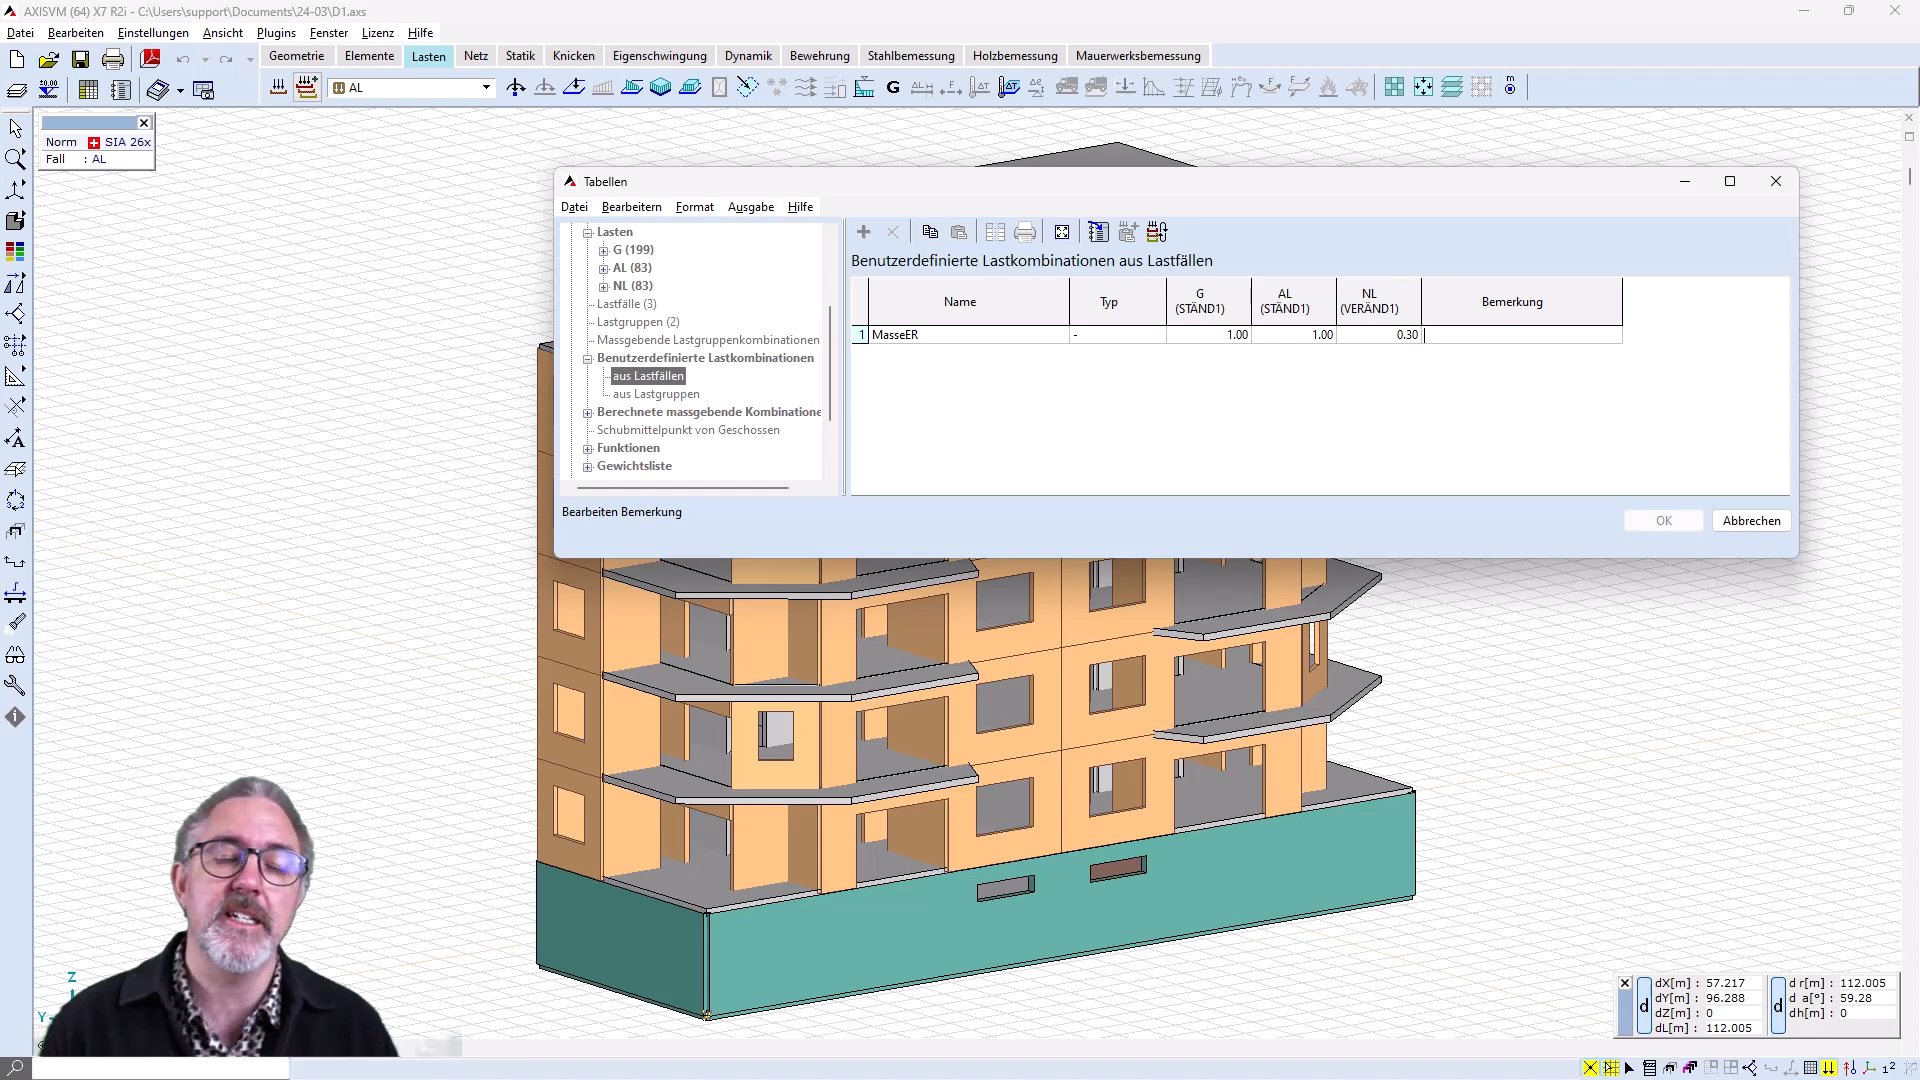 AXISVM (64) X7 R2i - C:\Users\support\Documents\24-03\D1.axs
Datei Bearbeiten Einstellungen Ansicht Plugins Fenster Lizenz Hilfe
Geometrie Elemente Lasten Netz Statik Knicken Eigenschwingung Dynamik Bewehrung Stahlbemessung Holzbemessung Mauerwerksbemessung
AL
Norm SIA 26x
Fall : AL
Tabellen
Datei Bearbeitern Format Ausgabe Hilfe
Lasten
G (199)
AL (83)
NL (83)
Lastfälle (3)
Lastgruppen (2)
Massgebende Lastgruppenkombinationen
Benutzerdefinierte Lastkombinationen
aus Lastfällen
aus Lastgruppen
Berechnete massgebende Kombinatione
Schubmittelpunkt von Geschossen
Funktionen
Gewichtsliste
Benutzerdefinierte Lastkombinationen aus Lastfällen
Name Typ G (STÄND1) AL (STÄND1) NL (VERÄND1) Bemerkung
1 MasseER - 1.00 1.00 0.30
Bearbeiten Bemerkung
OK Abbrechen
Z
Y
dX[m] : 57.217
dY[m] : 96.288
dZ[m] : 0
dL[m] : 112.005
d
d r[m] : 112.005
d a[°] : 59.28
dh[m] : 0
d